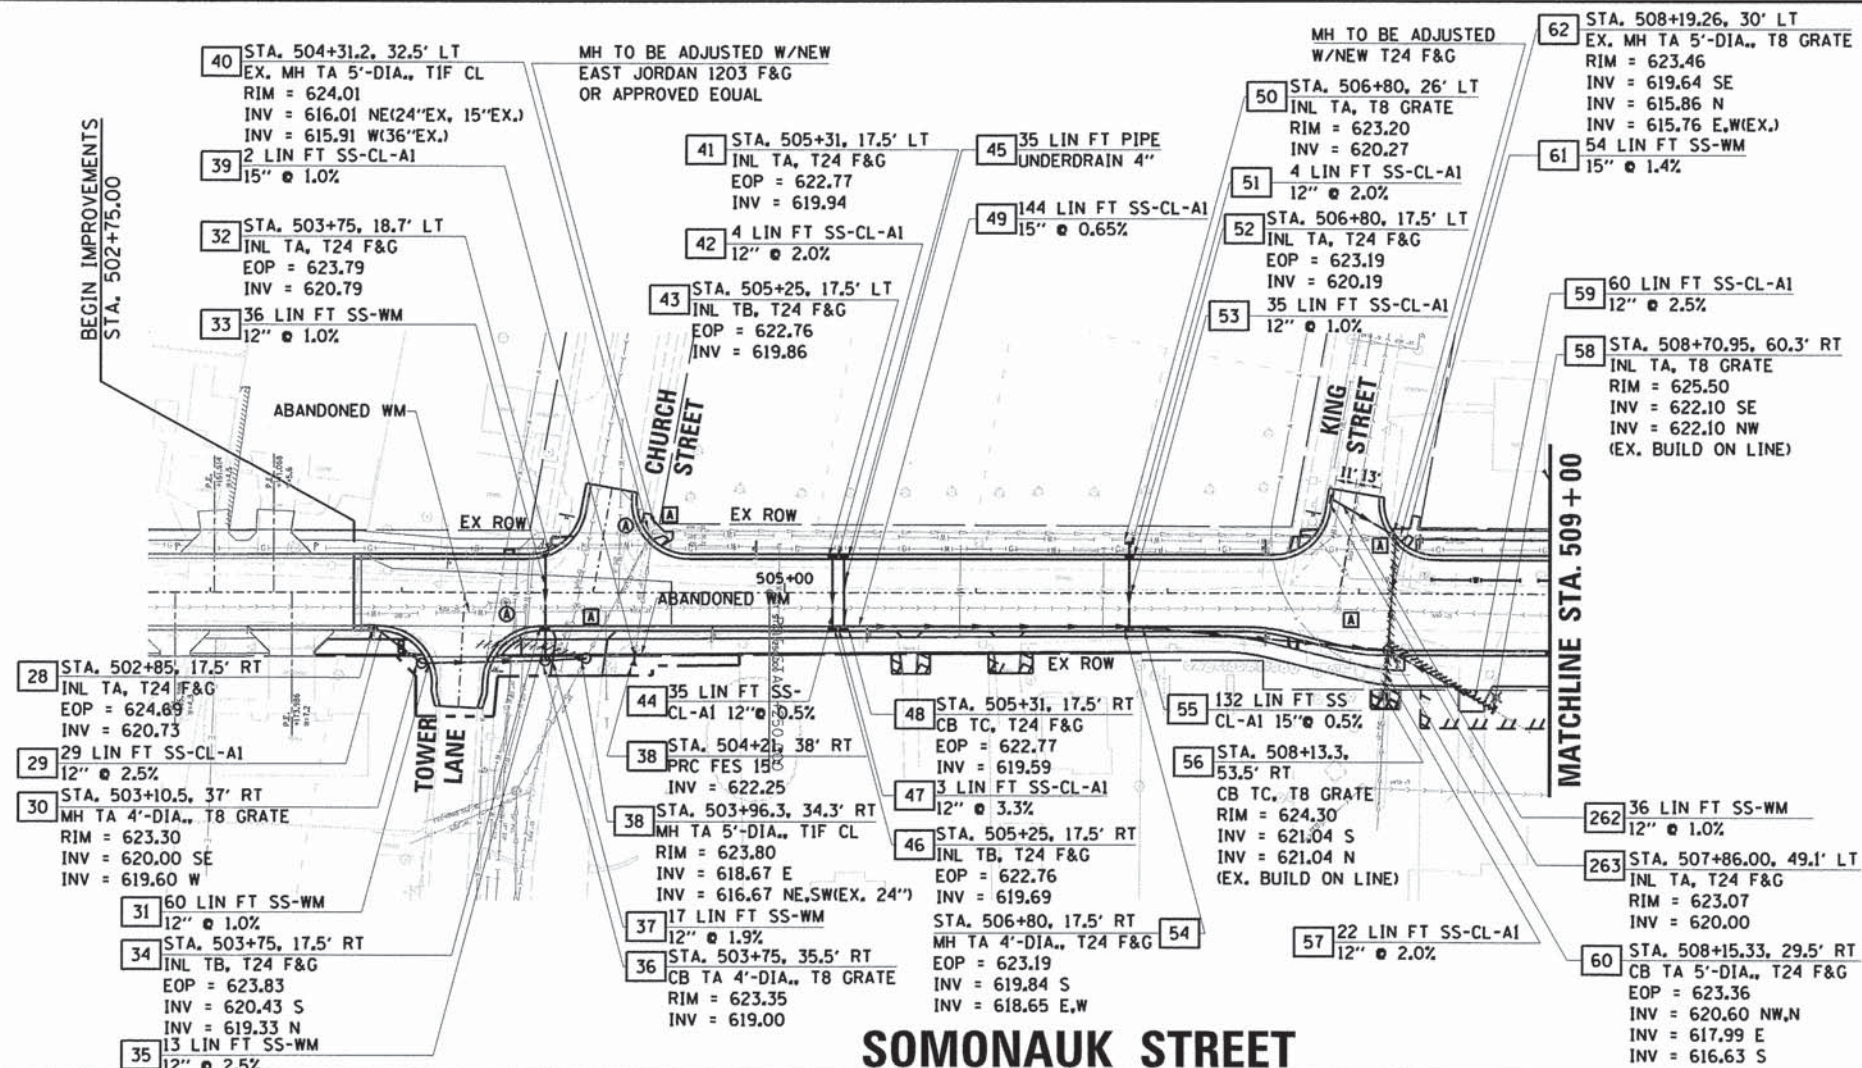 BEGIN IMPROVEMENTS
STA. 502+75.00
40
STA. 504+31.2, 32.5' LT
EX. MH TA 5'-DIA., T1F CL
RIM = 624.01
INV = 616.01 NE(24"EX, 15"EX.)
INV = 615.91 W(36"EX.)
39
2 LIN FT SS-CL-A1
15" @ 1.0%
32
STA. 503+75, 18.7' LT
INL TA, T24 F&G
EOP = 623.79
INV = 620.79
33
36 LIN FT SS-WM
12" @ 1.0%
MH TO BE ADJUSTED W/NEW
EAST JORDAN 1203 F&G
OR APPROVED EQUAL
41
STA. 505+31, 17.5' LT
INL TA, T24 F&G
EOP = 622.77
INV = 619.94
42
4 LIN FT SS-CL-A1
12" @ 2.0%
43
STA. 505+25, 17.5' LT
INL TB, T24 F&G
EOP = 622.76
INV = 619.86
45
35 LIN FT PIPE
UNDERDRAIN 4"
49
144 LIN FT SS-CL-A1
15" @ 0.65%
MH TO BE ADJUSTED
W/NEW T24 F&G
50
STA. 506+80, 26' LT
INL TA, T8 GRATE
RIM = 623.20
INV = 620.27
51
4 LIN FT SS-CL-A1
12" @ 2.0%
52
STA. 506+80, 17.5' LT
INL TA, T24 F&G
EOP = 623.19
INV = 620.19
53
35 LIN FT SS-CL-A1
12" @ 1.0%
62
STA. 508+19.26, 30' LT
EX. MH TA 5'-DIA., T8 GRATE
RIM = 623.46
INV = 619.64 SE
INV = 615.86 N
INV = 615.76 E,W(EX.)
61
54 LIN FT SS-WM
15" @ 1.4%
59
60 LIN FT SS-CL-A1
12" @ 2.5%
58
STA. 508+70.95, 60.3' RT
INL TA, T8 GRATE
RIM = 625.50
INV = 622.10 SE
INV = 622.10 NW
(EX. BUILD ON LINE)
ABANDONED WM
CHURCH
STREET
KING
STREET
11' 13'
EX ROW
A
A
EX ROW
A
505+00
ABANDONED WM
A
A
A
EX ROW
MATCHLINE STA. 509+00
TOWER
LANE
28
STA. 502+85, 17.5' RT
INL TA, T24 F&G
EOP = 624.69
INV = 620.73
29
29 LIN FT SS-CL-A1
12" @ 2.5%
30
STA. 503+10.5, 37' RT
MH TA 4'-DIA., T8 GRATE
RIM = 623.30
INV = 620.00 SE
INV = 619.60 W
31
60 LIN FT SS-WM
12" @ 1.0%
34
STA. 503+75, 17.5' RT
INL TB, T24 F&G
EOP = 623.83
INV = 620.43 S
INV = 619.33 N
35
13 LIN FT SS-WM
12" @ 2.5%
44
35 LIN FT SS-
CL-A1 12" @ 0.5%
38
STA. 504+21, 38' RT
PRC FES 15"
INV = 622.25
38
STA. 503+96.3, 34.3' RT
MH TA 5'-DIA., T1F CL
RIM = 623.80
INV = 618.67 E
INV = 616.67 NE,SW(EX. 24")
37
17 LIN FT SS-WM
12" @ 1.9%
36
STA. 503+75, 35.5' RT
CB TA 4'-DIA., T8 GRATE
RIM = 623.35
INV = 619.00
48
STA. 505+31, 17.5' RT
CB TC, T24 F&G
EOP = 622.77
INV = 619.59
47
3 LIN FT SS-CL-A1
12" @ 3.3%
46
STA. 505+25, 17.5' RT
INL TB, T24 F&G
EOP = 622.76
INV = 619.69
54
STA. 506+80, 17.5' RT
MH TA 4'-DIA., T24 F&G
EOP = 623.19
INV = 619.84 S
INV = 618.65 E,W
55
132 LIN FT SS
CL-A1 15" @ 0.5%
56
STA. 508+13.3,
53.5' RT
CB TC, T8 GRATE
RIM = 624.30
INV = 621.04 S
INV = 621.04 N
(EX. BUILD ON LINE)
57
22 LIN FT SS-CL-A1
12" @ 2.0%
262
36 LIN FT SS-WM
12" @ 1.0%
263
STA. 507+86.00, 49.1' LT
INL TA, T24 F&G
RIM = 623.07
INV = 620.00
60
STA. 508+15.33, 29.5' RT
CB TA 5'-DIA., T24 F&G
EOP = 623.36
INV = 620.60 NW,N
INV = 617.99 E
INV = 616.63 S
SOMONAUK STREET